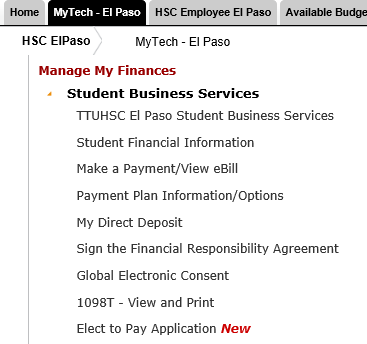 Home MyTech - El Paso HSC Employee El Paso Available Budge
HSC ElPaso MyTech - El Paso
Manage My Finances
Student Business Services
TTUHSC El Paso Student Business Services
Student Financial Information
Make a Payment/View eBill
Payment Plan Information/Options
My Direct Deposit
Sign the Financial Responsibility Agreement
Global Electronic Consent
1098T - View and Print
Elect to Pay Application New